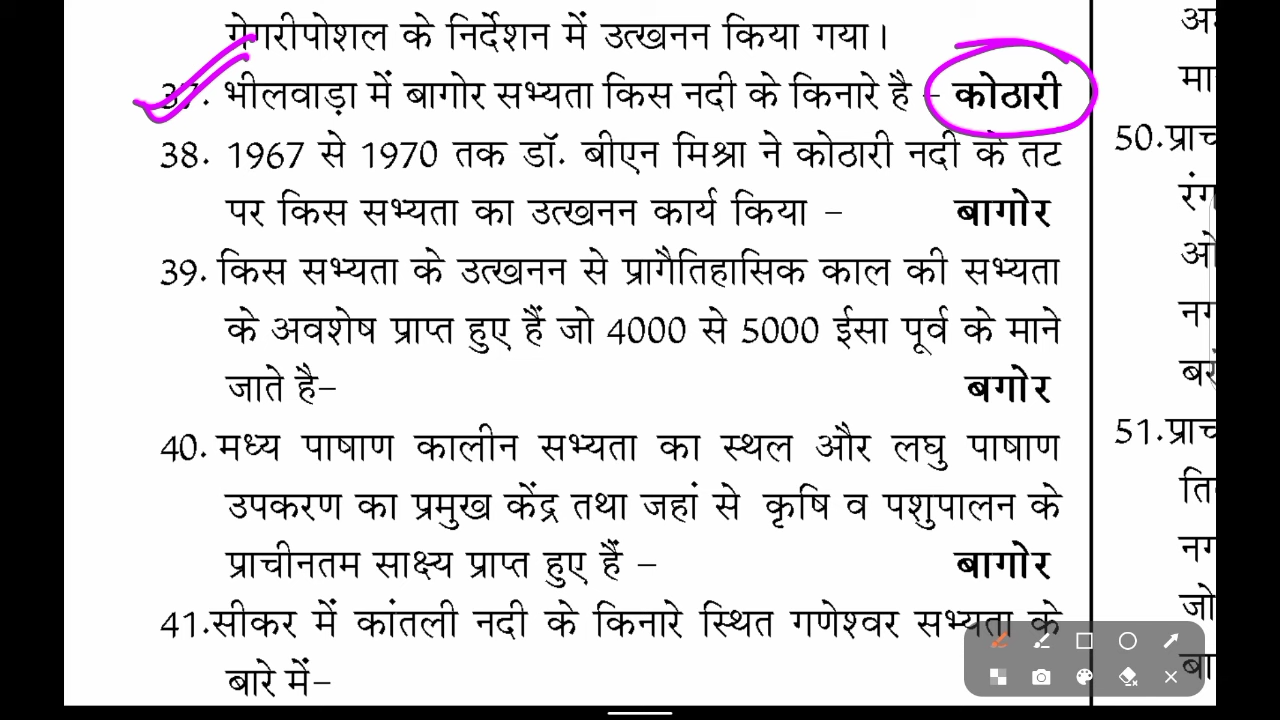 गेगरीपोशल के निर्देशन में उत्खनन किया गया।
37. भीलवाड़ा में बागोर सभ्यता किस नदी के किनारे है - कोठारी
38. 1967 से 1970 तक डॉ. बीएन मिश्रा ने कोठारी नदी के तट
पर किस सभ्यता का उत्खनन कार्य किया – बागोर
39. किस सभ्यता के उत्खनन से प्रागैतिहासिक काल की सभ्यता
के अवशेष प्राप्त हुए हैं जो 4000 से 5000 ईसा पूर्व के माने
जाते है– बगोर
40. मध्य पाषाण कालीन सभ्यता का स्थल और लघु पाषाण
उपकरण का प्रमुख केंद्र तथा जहां से कृषि व पशुपालन के
प्राचीनतम साक्ष्य प्राप्त हुए हैं – बागोर
41.सीकर में कांतली नदी के किनारे स्थित गणेश्वर सभ्यता के
बारे में–
50.
51.